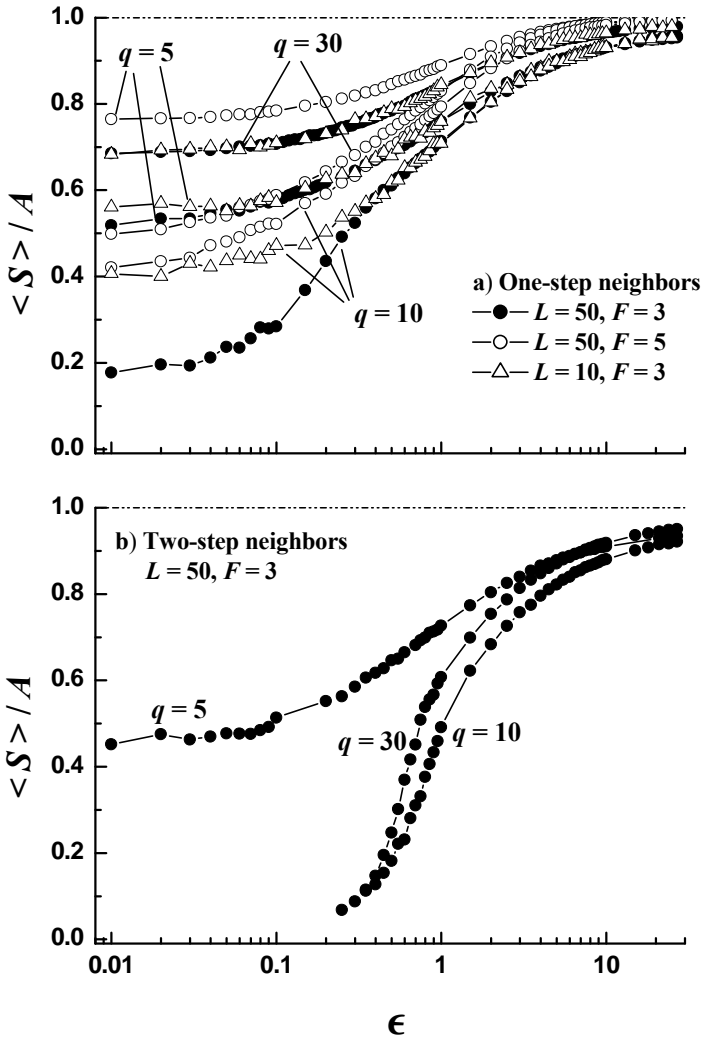 1.0
q = 30
q = 5
0.8
0.6
< S > / A
0.4
q = 10
a) One-step neighbors
L = 50, F = 3
L = 50, F = 5
L = 10, F = 3
0.2
0.0
1.0
b) Two-step neighbors
L = 50, F = 3
0.8
0.6
< S > / A
q = 5
0.4
q = 30
q = 10
0.2
0.0
0.01 0.1 1 10
ϵ